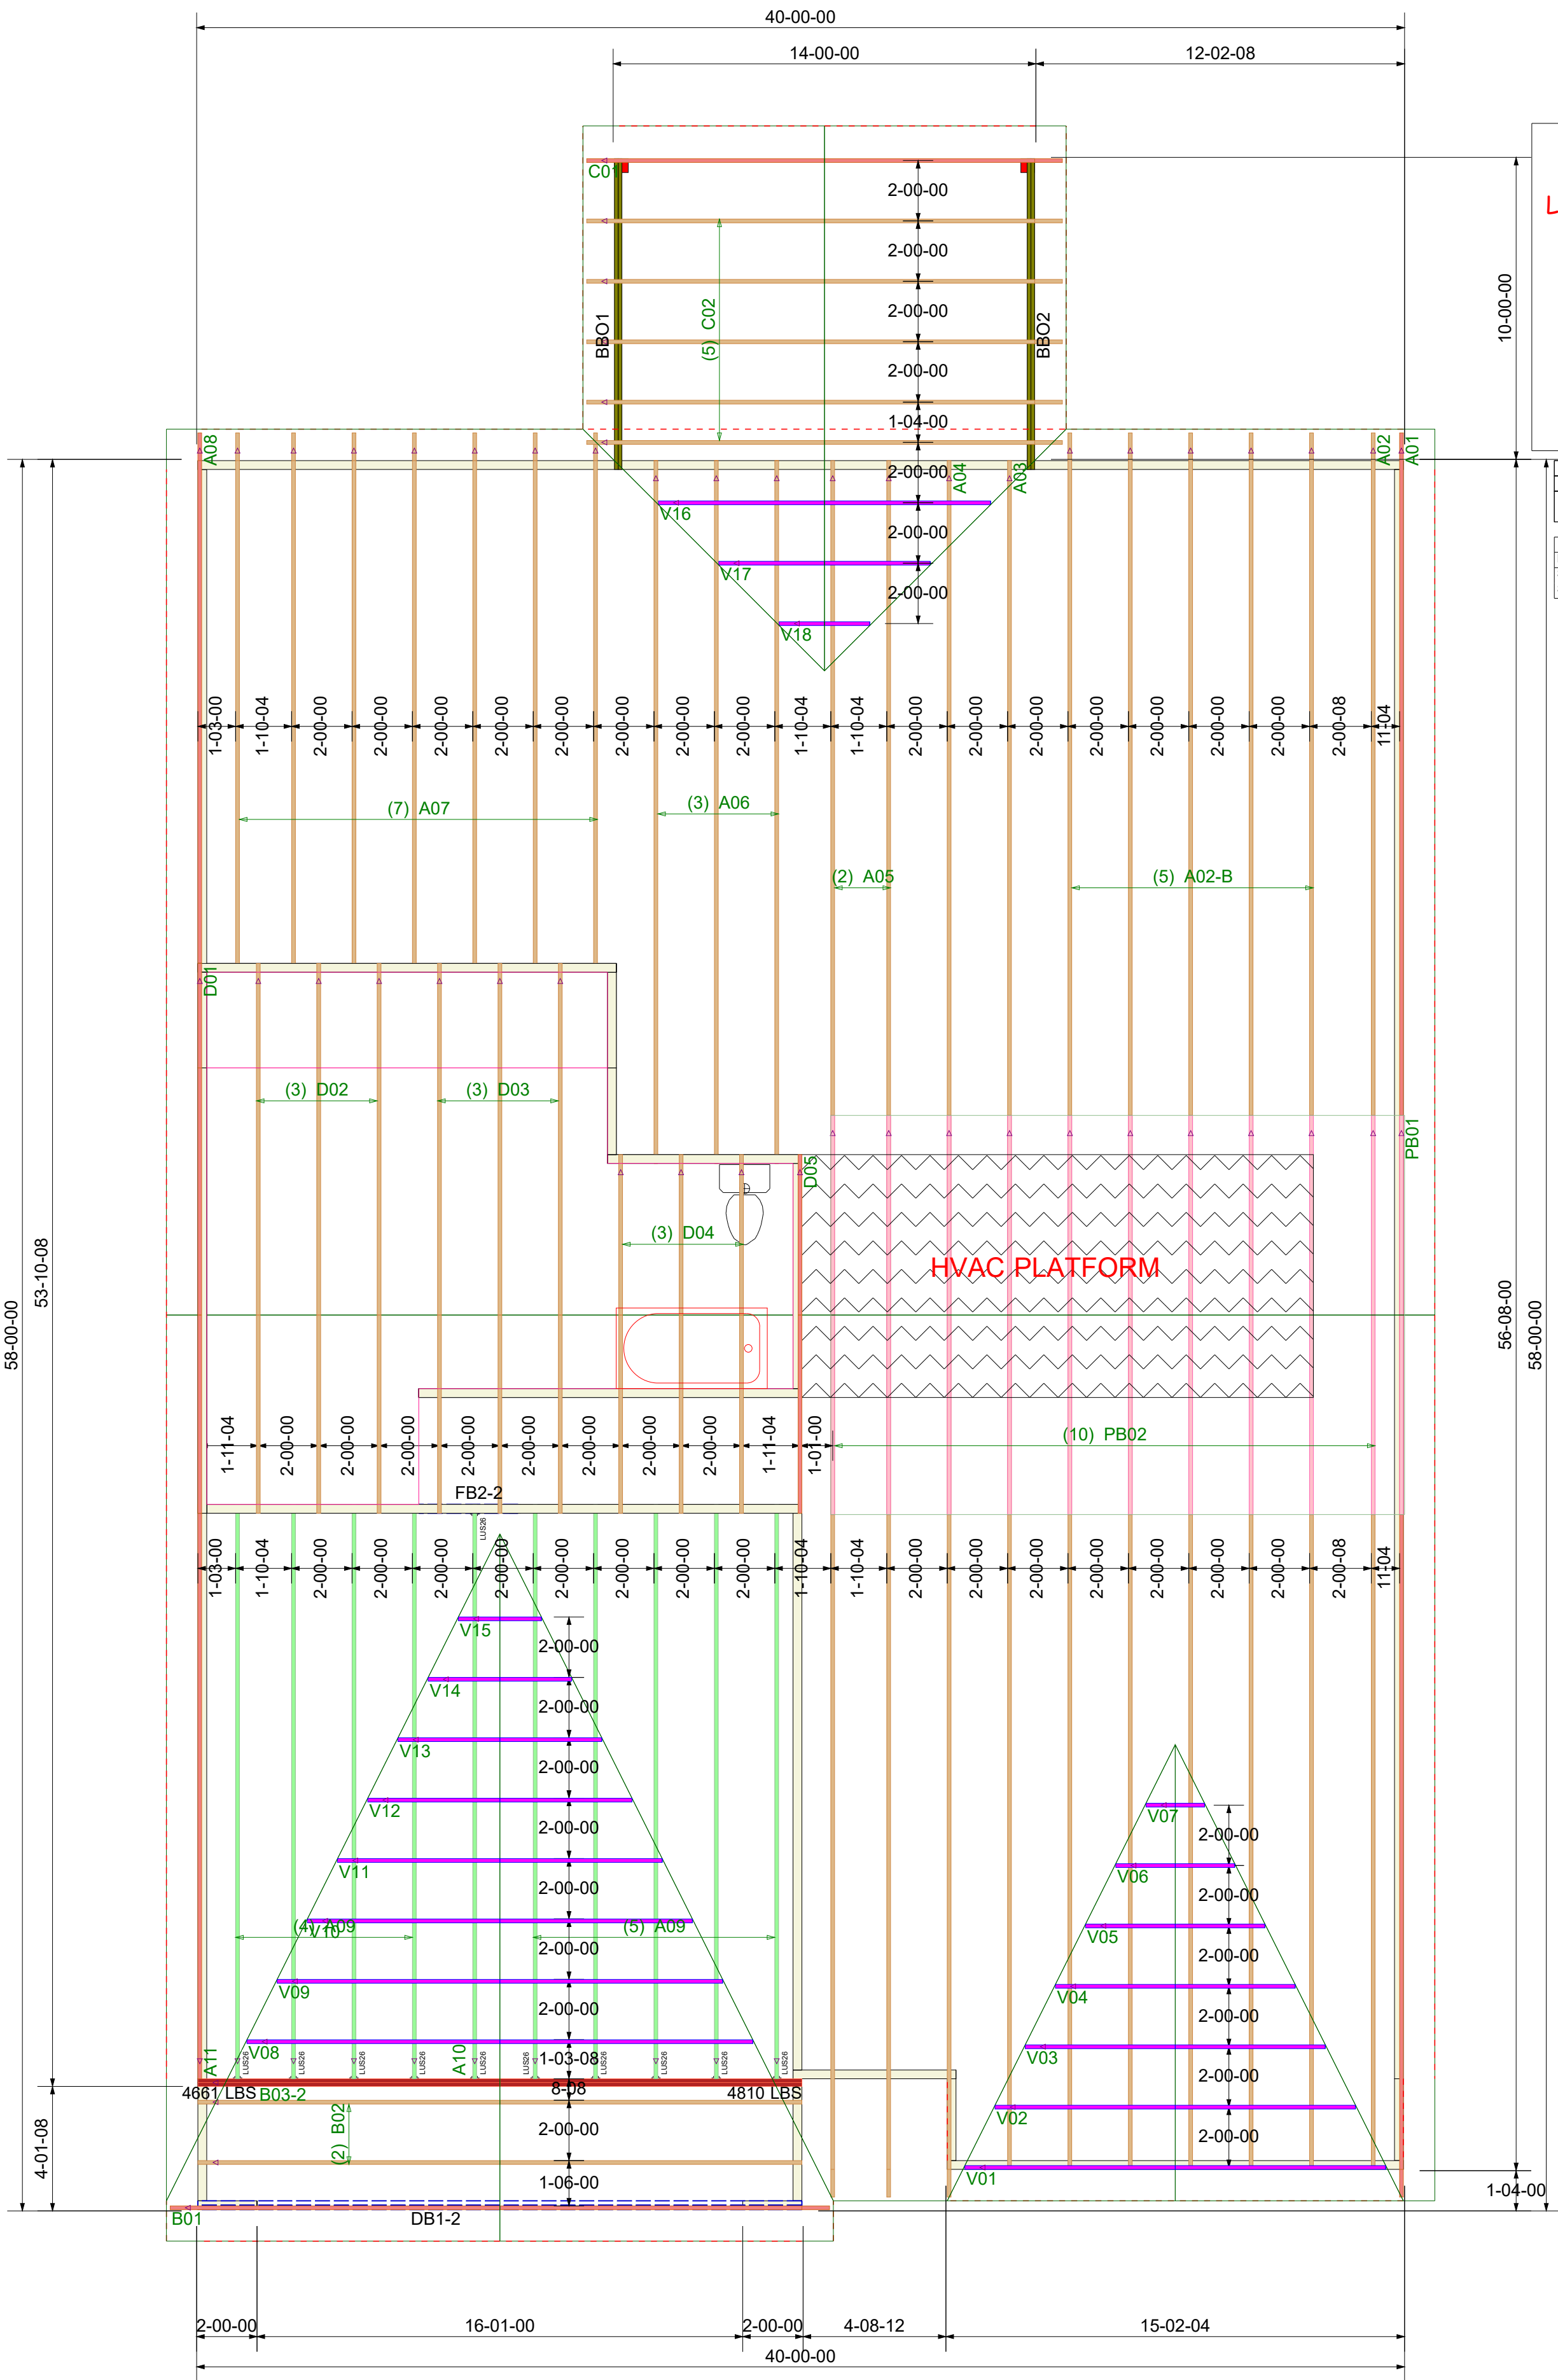 40-00-00
14-00-00
12-02-08
C01
2-00-00
2-00-00
2-00-00
2-00-00
1-04-00
2-00-00
2-00-00
2-00-00
(5) C02
BBO1
BBO2
10-00-00
L
A08
A04
A03
A02
A01
V16
V17
V18
1-03-00
1-10-04
2-00-00
2-00-00
2-00-00
2-00-00
2-00-00
2-00-00
2-00-00
2-00-00
1-10-04
1-10-04
2-00-00
2-00-00
2-00-00
2-00-00
2-00-00
2-00-00
2-00-08
11-04
(7) A07
(3) A06
(2) A05
(5) A02-B
D01
(3) D02
(3) D03
PB01
D05
(3) D04
HVAC PLATFORM
58-00-00
53-10-08
56-08-00
58-00-00
1-11-04
2-00-00
2-00-00
2-00-00
2-00-00
2-00-00
2-00-00
2-00-00
2-00-00
1-11-04
1-01-00
(10) PB02
FB2-2
LUS26
1-03-00
1-10-04
2-00-00
2-00-00
2-00-00
2-00-00
2-00-00
2-00-00
2-00-00
2-00-00
1-10-04
1-10-04
2-00-00
2-00-00
2-00-00
2-00-00
2-00-00
2-00-00
2-00-08
11-04
V15
2-00-00
V14
2-00-00
V13
2-00-00
V12
2-00-00
V11
2-00-00
(4) A09
V10
(5) A09
2-00-00
V09
2-00-00
V08
1-03-08
V07
2-00-00
V06
2-00-00
V05
2-00-00
V04
2-00-00
V03
2-00-00
V02
2-00-00
V01
A11
LUS26
LUS26
LUS26
LUS26
A10
LUS26
LUS26
LUS26
LUS26
LUS26
LUS26
4661 LBS
B03-2
8-08
4810 LBS
(2) B02
2-00-00
1-06-00
4-01-08
1-04-00
B01
DB1-2
2-00-00
16-01-00
2-00-00
4-08-12
15-02-04
40-00-00